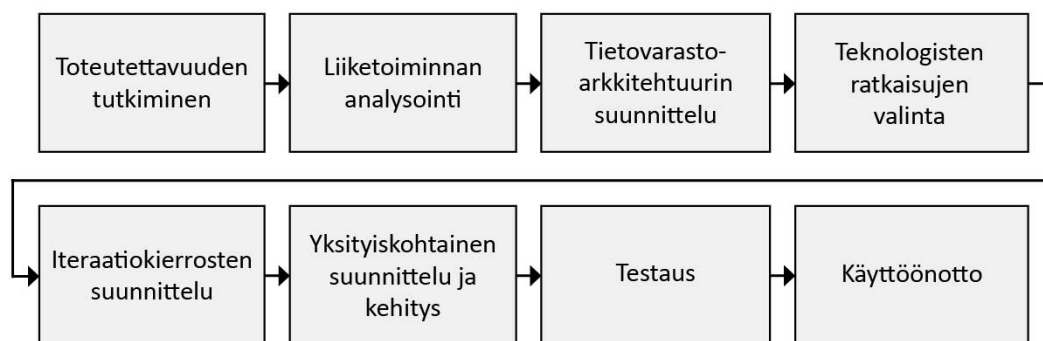 Toteutettavuuden
tutkiminen
Liiketoiminnan
analysointi
Tietovarasto-
arkkitehtuurin
suunnittelu
Teknologisten
ratkaisujen
valinta
Iteraatiokierrosten
suunnittelu
Yksityiskohtainen
suunnittelu ja
kehitys
Testaus
Käyttöönotto